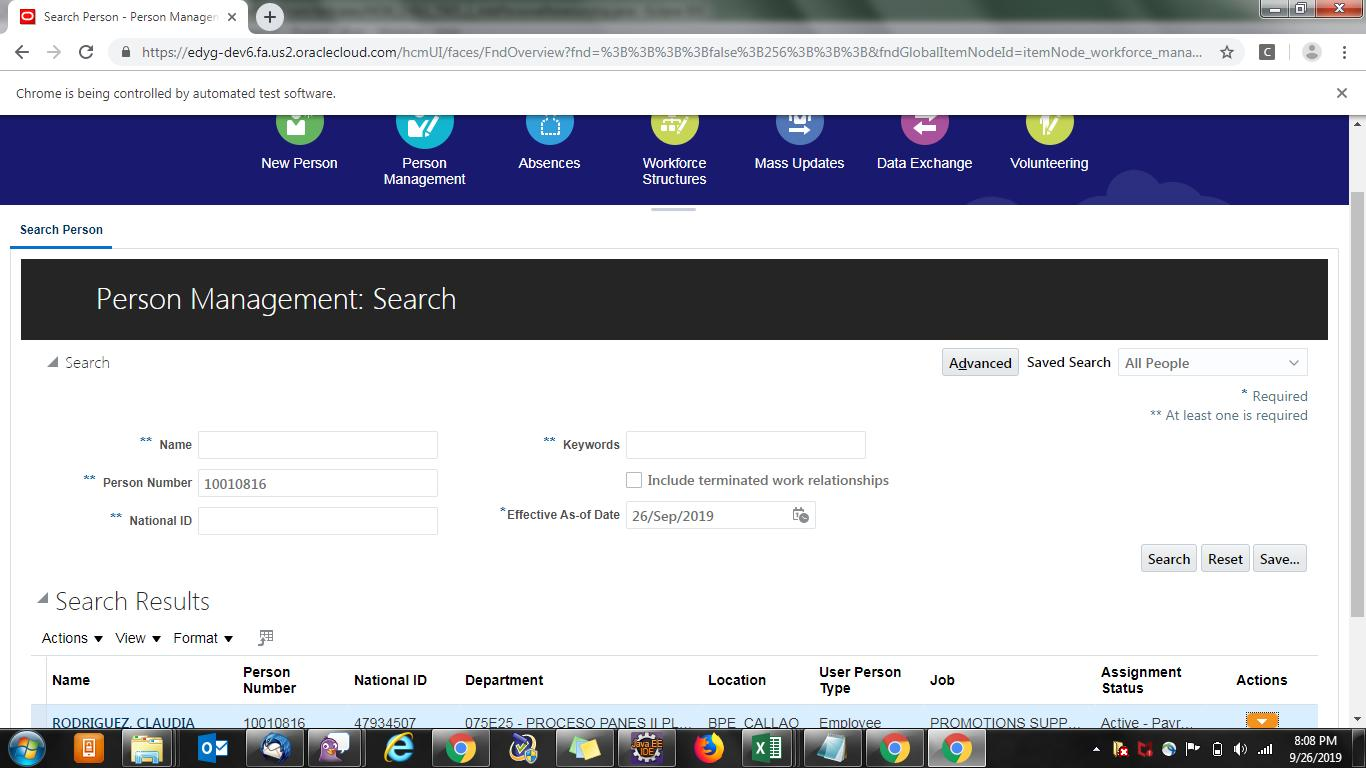 Search Person - Person Managem
https://edyg-dev6.fa.us2.oraclecloud.com/hcmUI/faces/FndOverview?fnd=%3B%3B%3B%3Bfalse%3B256%3B%3B%3B&fndGlobalItemNodeId=itemNode_workforce_mana...
C
Chrome is being controlled by automated test software.
New Person
Person Management
Absences
Workforce Structures
Mass Updates
Data Exchange
Volunteering
Search Person
Person Management: Search
Search
Advanced Saved Search All People
* Required
** At least one is required
** Name
** Keywords
** Person Number 10010816
Include terminated work relationships
** National ID
*Effective As-of Date 26/Sep/2019
Search Reset Save...
Search Results
Actions View Format
Name Person Number National ID Department Location User Person Type Job Assignment Status Actions
RODRIGUEZ, CLAUDIA 10010816 47934507 075E25 - PROCESO PANES II PL... BPE_CALLAO Employee PROMOTIONS SUPP... Active - Payr...
Java EE
IDE
8:08 PM
9/26/2019